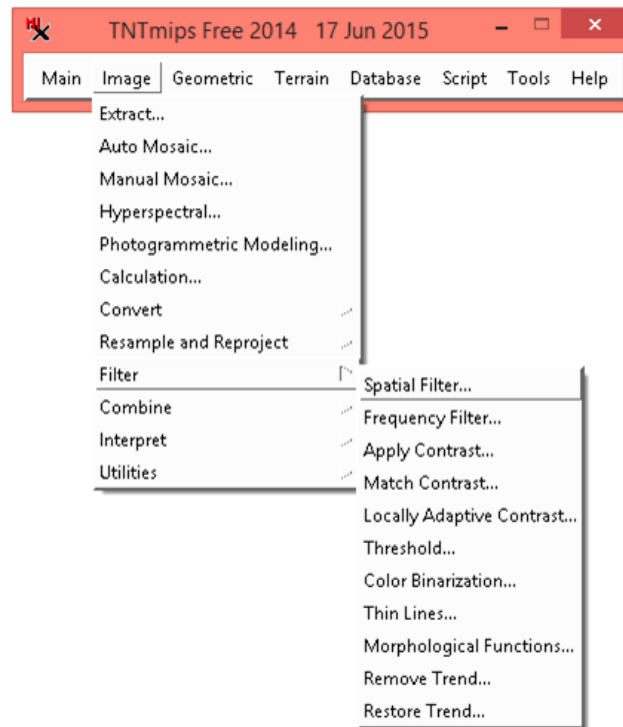 TNTmips Free 2014 17 Jun 2015
Main Image Geometric Terrain Database Script Tools Help
Extract...
Auto Mosaic...
Manual Mosaic...
Hyperspectral...
Photogrammetric Modeling...
Calculation...
Convert
Resample and Reproject
Filter
Combine
Interpret
Utilities
Spatial Filter...
Frequency Filter...
Apply Contrast...
Match Contrast...
Locally Adaptive Contrast...
Threshold...
Color Binarization...
Thin Lines...
Morphological Functions...
Remove Trend...
Restore Trend...